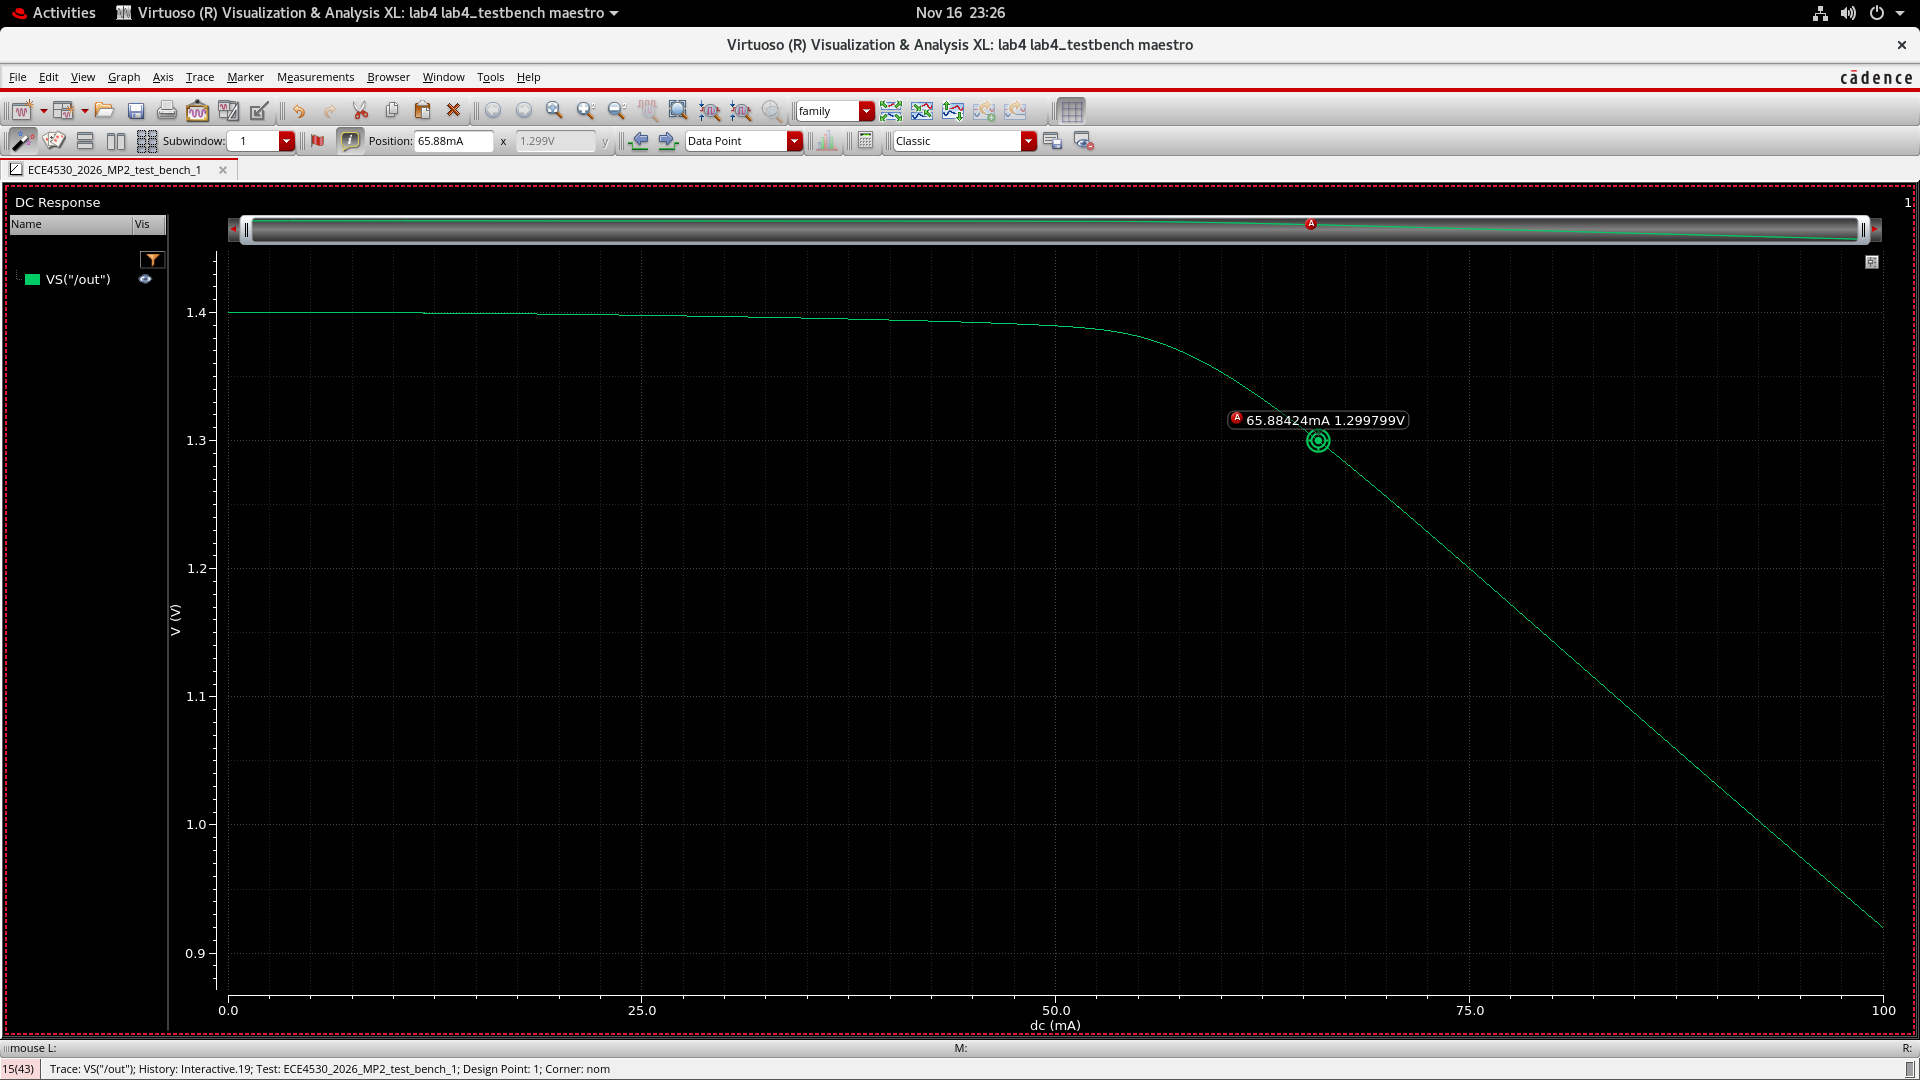 Activities Virtuoso (R) Visualization & Analysis XL: lab4 lab4_testbench maestro Nov 16 23:26
Virtuoso (R) Visualization & Analysis XL: lab4 lab4_testbench maestro
File Edit View Graph Axis Trace Marker Measurements Browser Window Tools Help cādence
family
Subwindow: 1 Position: 65.88mA x 1.299V y Data Point Classic
ECE4530_2026_MP2_test_bench_1
DC Response 1
Name Vis
A
VS("/out")
1.4
A 65.88424mA 1.299799V
1.3
1.2
V (V)
1.1
1.0
0.9
0.0 25.0 50.0 75.0 100
dc (mA)
mouse L: M: R:
15(43) Trace: VS("/out"); History: Interactive.19; Test: ECE4530_2026_MP2_test_bench_1; Design Point: 1; Corner: nom